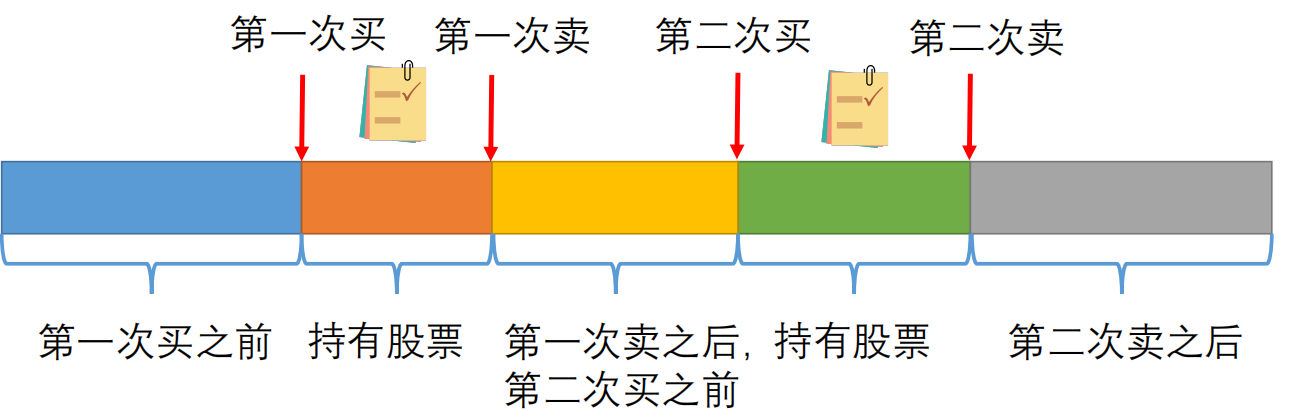 第一次买
第一次卖
第二次买
第二次卖
第一次买之前
持有股票
第一次卖之后,
第二次买之前
持有股票
第二次卖之后